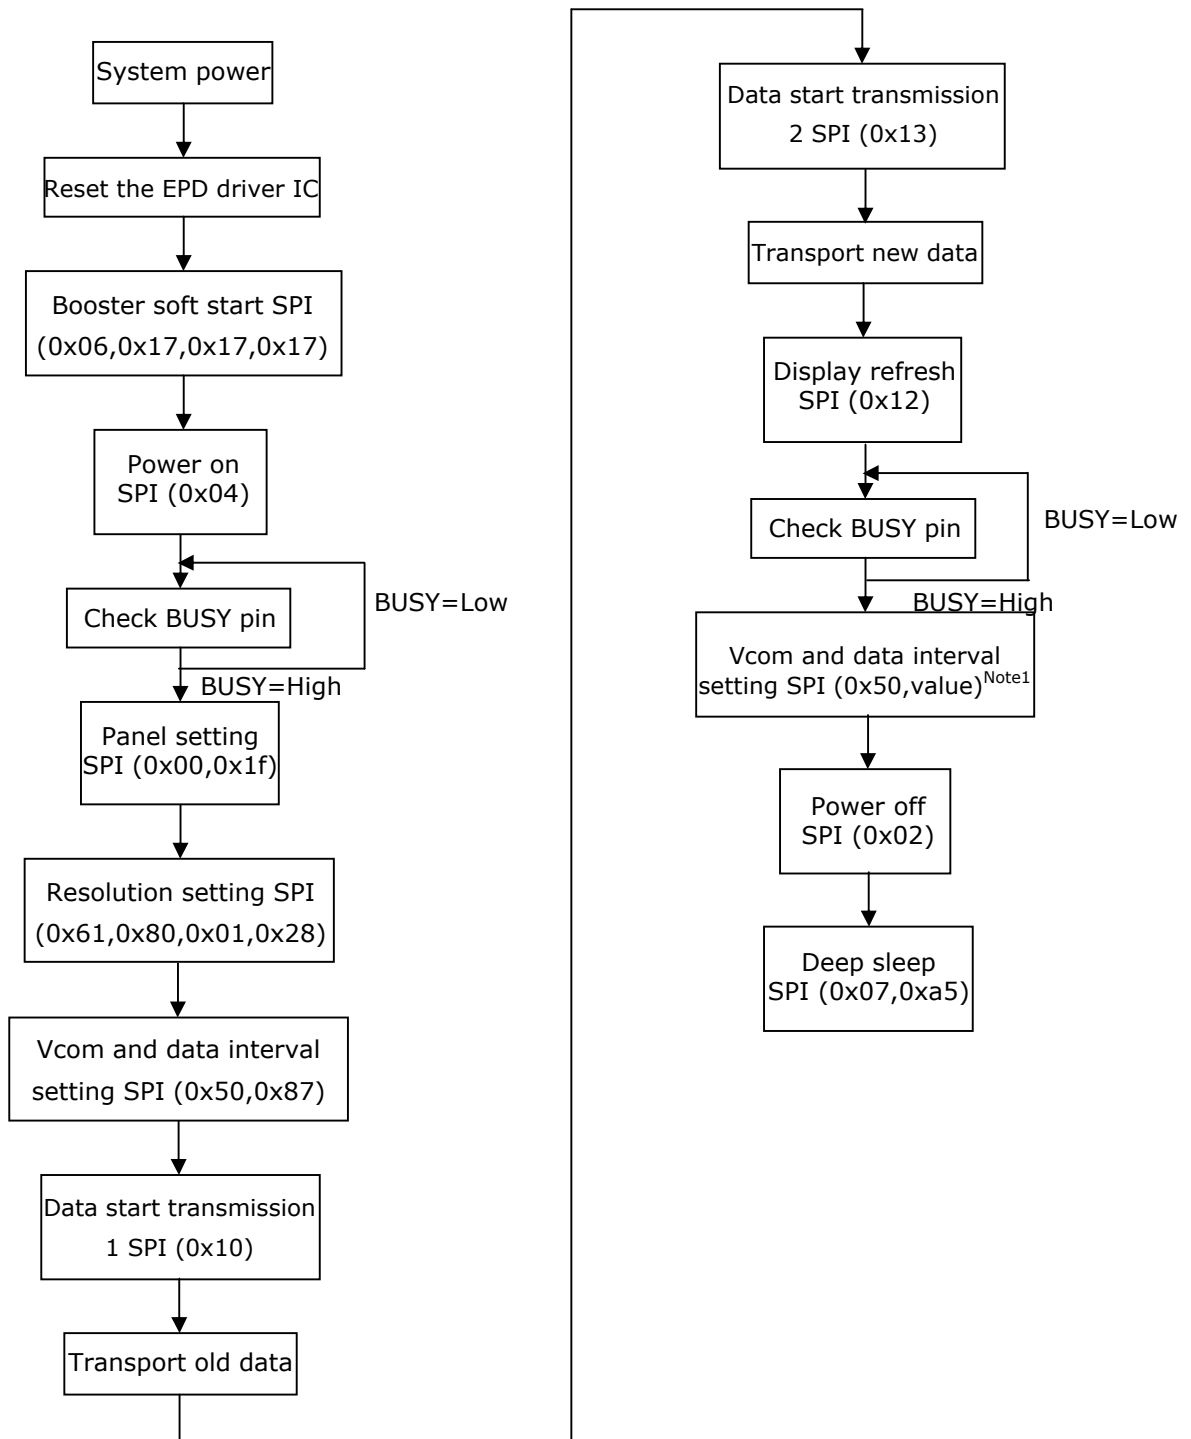 System power
Reset the EPD driver IC
Booster soft start SPI
(0x06,0x17,0x17,0x17)
Power on
SPI (0x04)
Check BUSY pin
BUSY=Low
BUSY=High
Panel setting
SPI (0x00,0x1f)
Resolution setting SPI
(0x61,0x80,0x01,0x28)
Vcom and data interval
setting SPI (0x50,0x87)
Data start transmission
1 SPI (0x10)
Transport old data
Data start transmission
2 SPI (0x13)
Transport new data
Display refresh
SPI (0x12)
Check BUSY pin
BUSY=Low
BUSY=High
Vcom and data interval
setting SPI (0x50,value)Note1
Power off
SPI (0x02)
Deep sleep
SPI (0x07,0xa5)